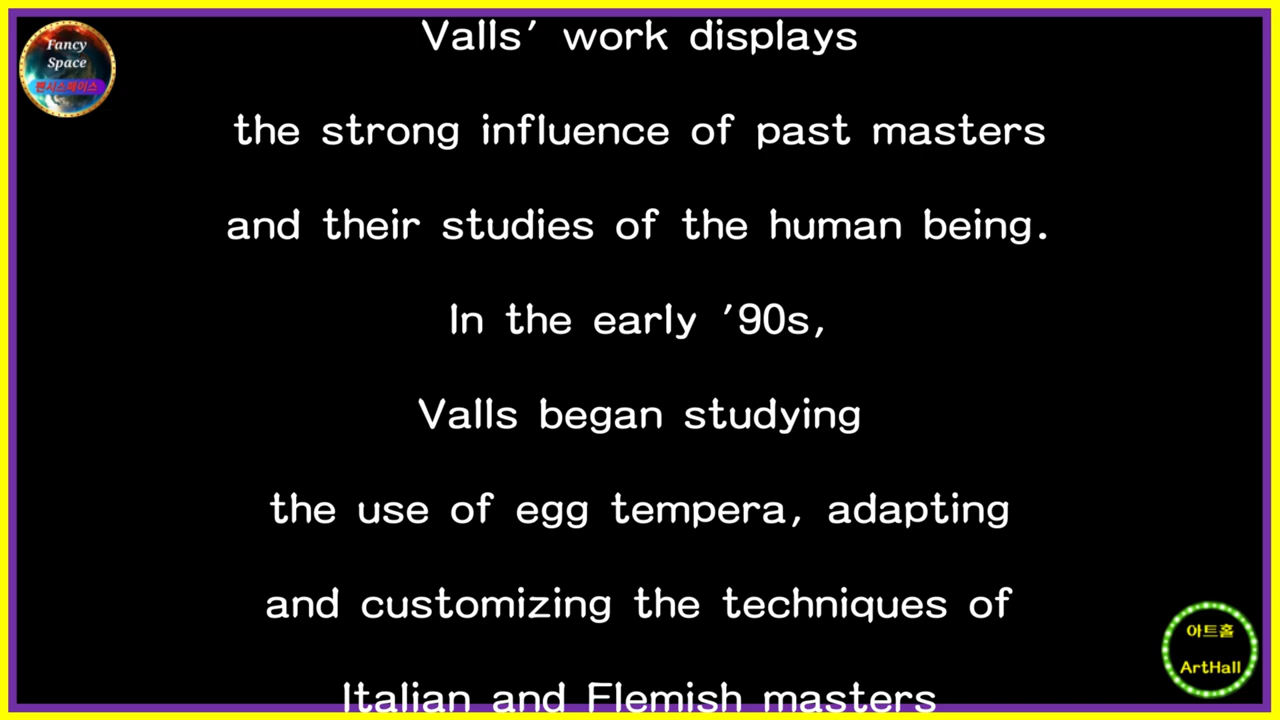 Fancy
Space
팬시스페이스
Valls’ work displays
the strong influence of past masters
and their studies of the human being.
In the early ’90s,
Valls began studying
the use of egg tempera, adapting
and customizing the techniques of
Italian and Flemish masters
아트홀
ArtHall